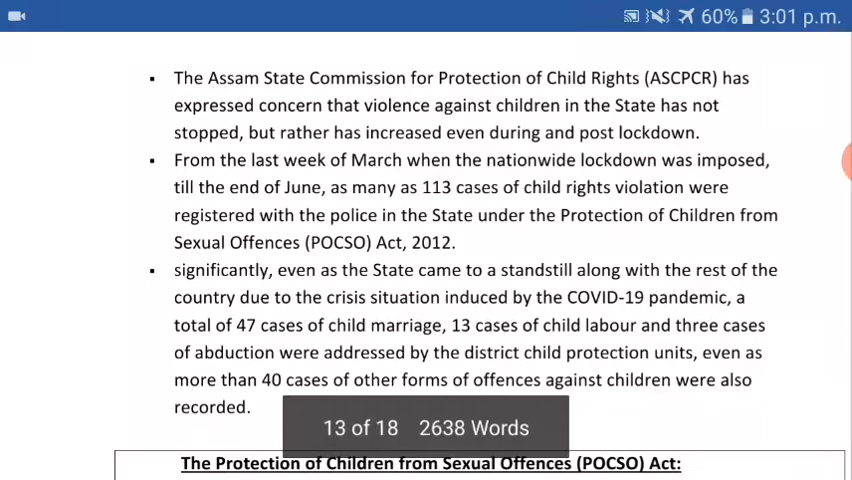 60% 3:01 p.m.
▪ The Assam State Commission for Protection of Child Rights (ASCPCR) has
expressed concern that violence against children in the State has not
stopped, but rather has increased even during and post lockdown.
▪ From the last week of March when the nationwide lockdown was imposed,
till the end of June, as many as 113 cases of child rights violation were
registered with the police in the State under the Protection of Children from
Sexual Offences (POCSO) Act, 2012.
▪ significantly, even as the State came to a standstill along with the rest of the
country due to the crisis situation induced by the COVID-19 pandemic, a
total of 47 cases of child marriage, 13 cases of child labour and three cases
of abduction were addressed by the district child protection units, even as
more than 40 cases of other forms of offences against children were also
recorded.
13 of 18 2638 Words
The Protection of Children from Sexual Offences (POCSO) Act: